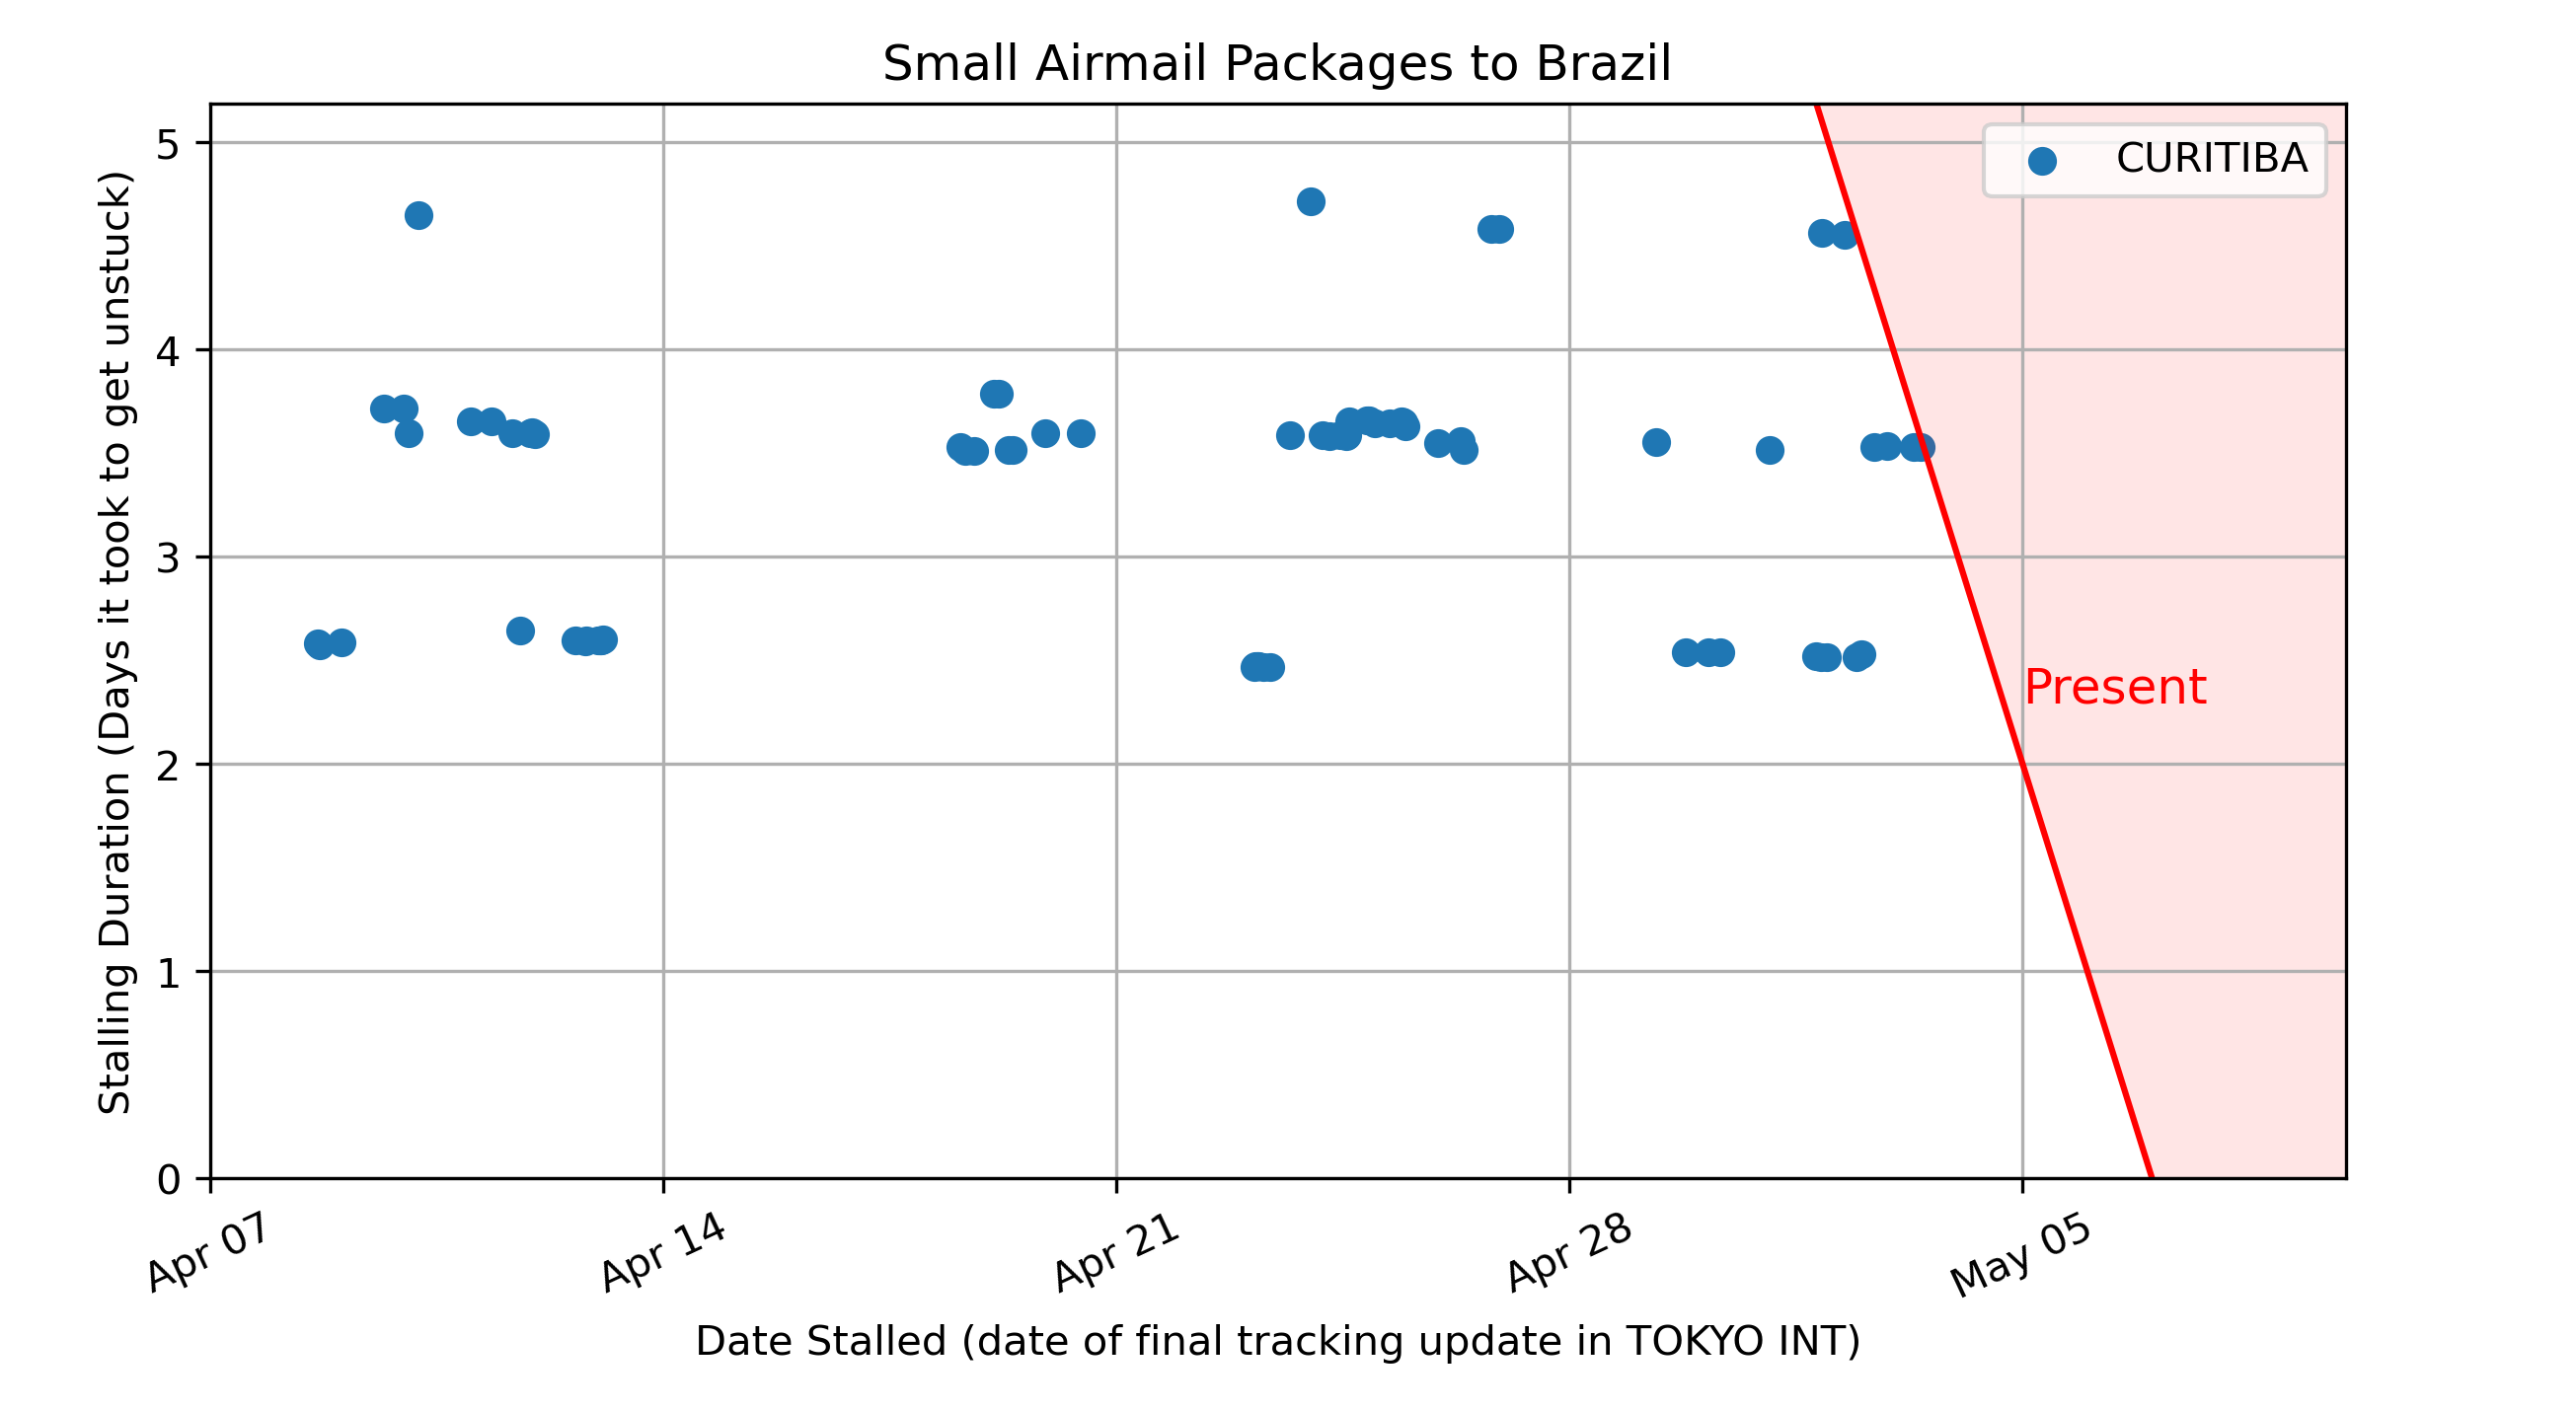 Small Airmail Packages to Brazil
Stalling Duration (Days it took to get unstuck)
5
4
3
2
1
0
CURITIBA
Present
Apr 07
Apr 14
Apr 21
Apr 28
May 05
Date Stalled (date of final tracking update in TOKYO INT)